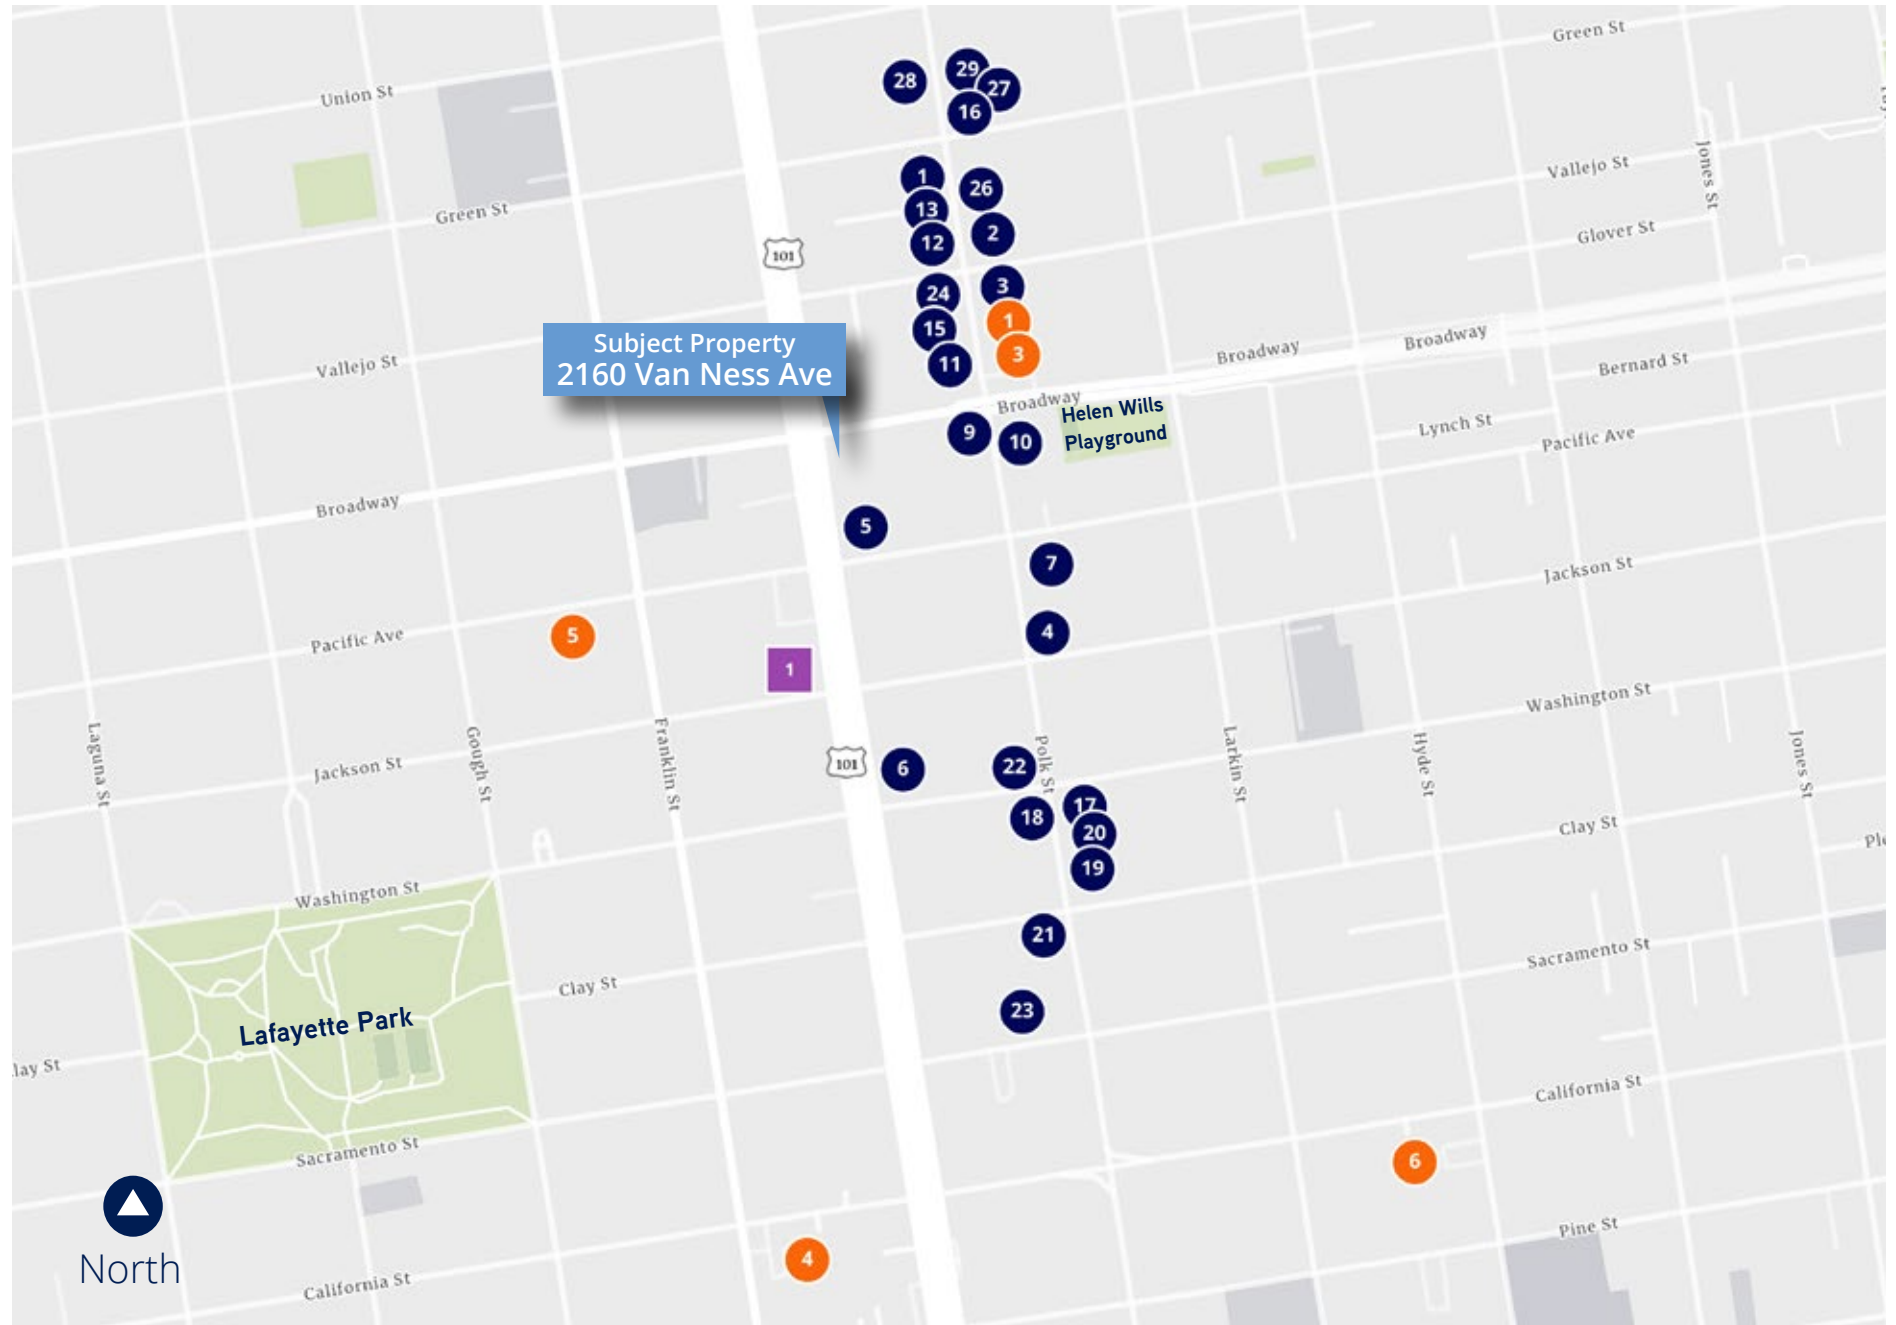 Green St
Union St
29
28
27
16
Vallejo St
Jones St
1
26
13
Green St
2
12
Glover St
101
24
3
1
15
Subject Property
2160 Van Ness Ave
3
11
Vallejo St
Broadway
Broadway
Bernard St
Broadway
Helen Wills
Playground
9
10
Lynch St
Pacific Ave
Broadway
5
7
Jackson St
Pacific Ave
5
4
1
Washington St
Laguna St
Gough St
Franklin St
Polk St
Larkin St
Hyde St
Jones St
Jackson St
101
6
22
17
18
20
Clay St
19
Washington St
21
Sacramento St
Clay St
23
Lafayette Park
lay St
California St
Sacramento St
6
Pine St
4
North
California St